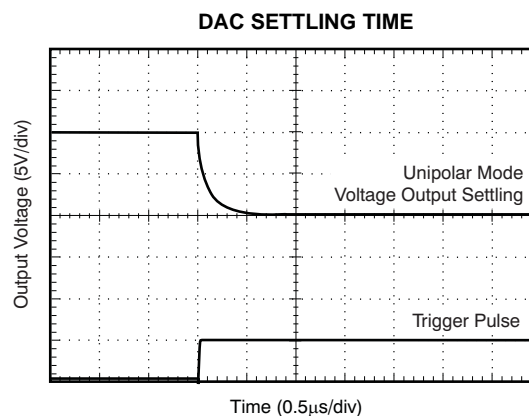 DAC SETTLING TIME
Output Voltage (5V/div)
Unipolar Mode
Voltage Output Settling
Trigger Pulse
Time (0.5μs/div)